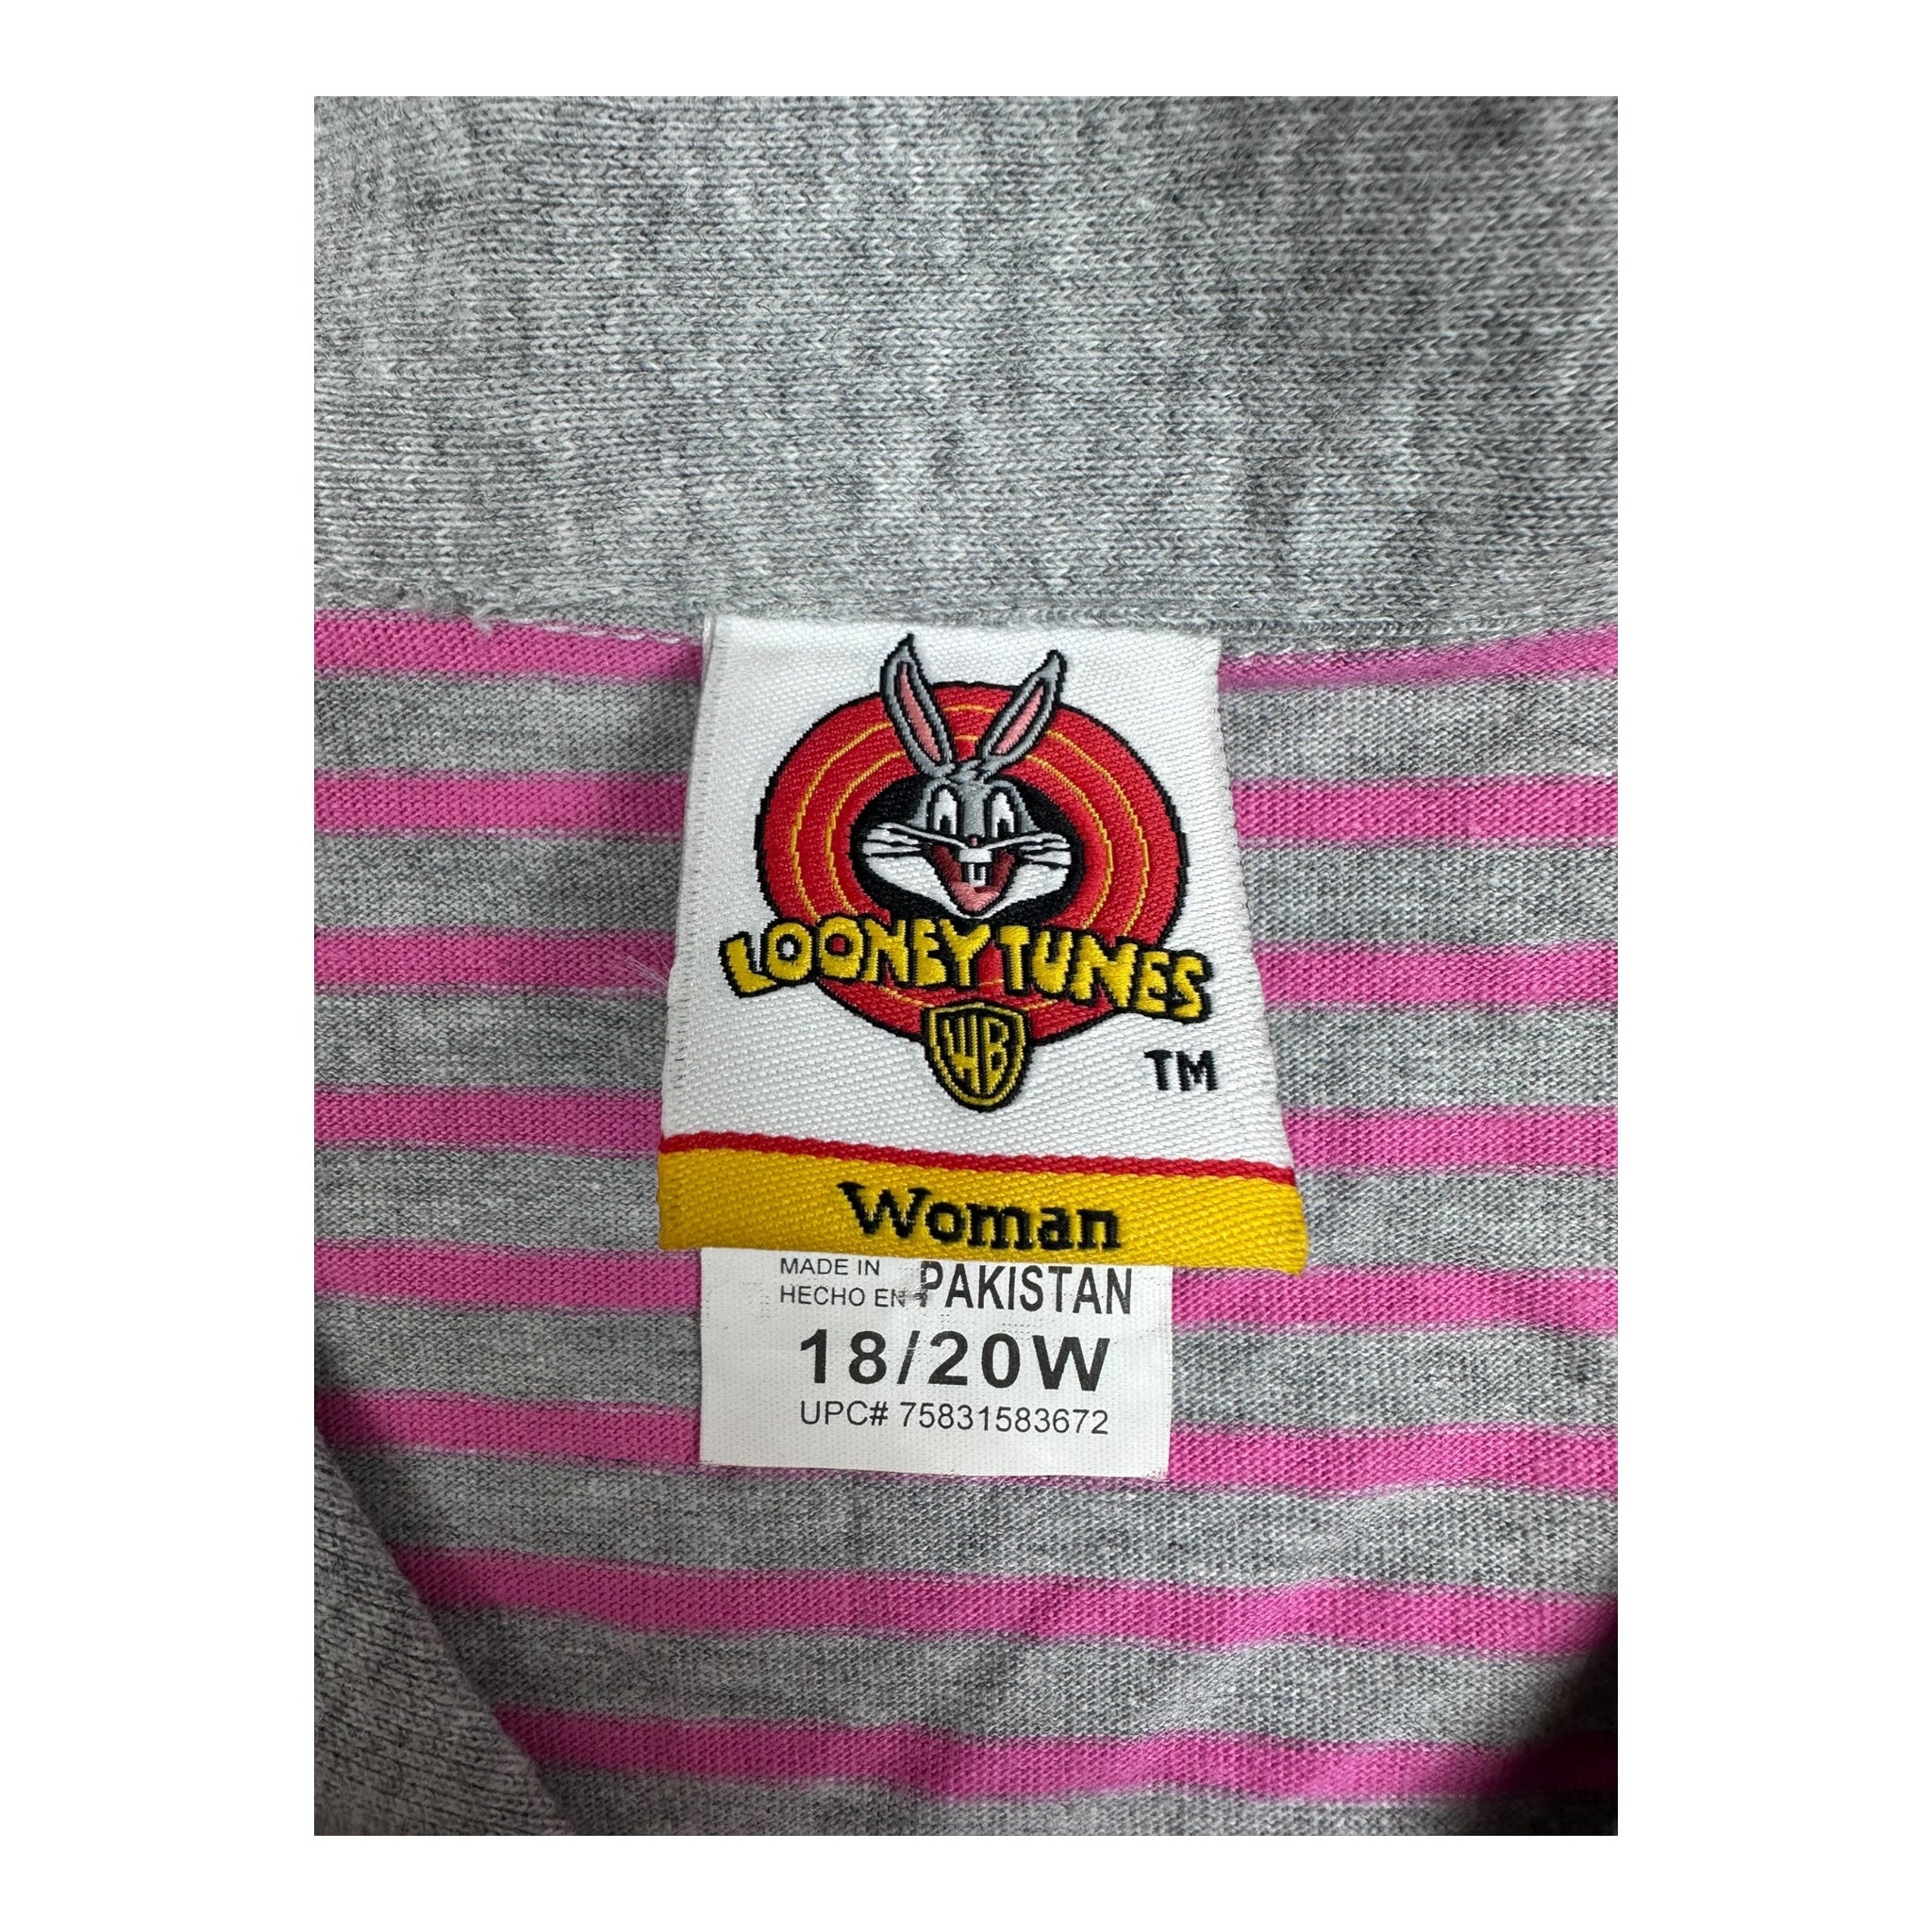 LOONEY TUNES
WB
TM
Woman
MADE IN
HECHO EN PAKISTAN
18/20W
UPC# 75831583672